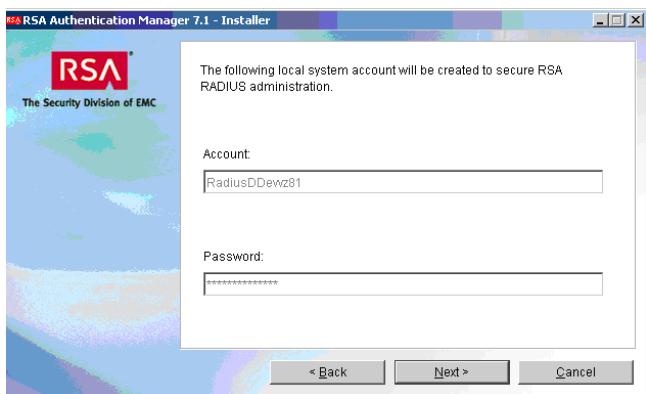 RSA RSA Authentication Manager 7.1 - Installer
RSA
The Security Division of EMC
The following local system account will be created to secure RSA
RADIUS administration.
Account:
RadiusDDewz81
Password:
**************
< Back
Next >
Cancel